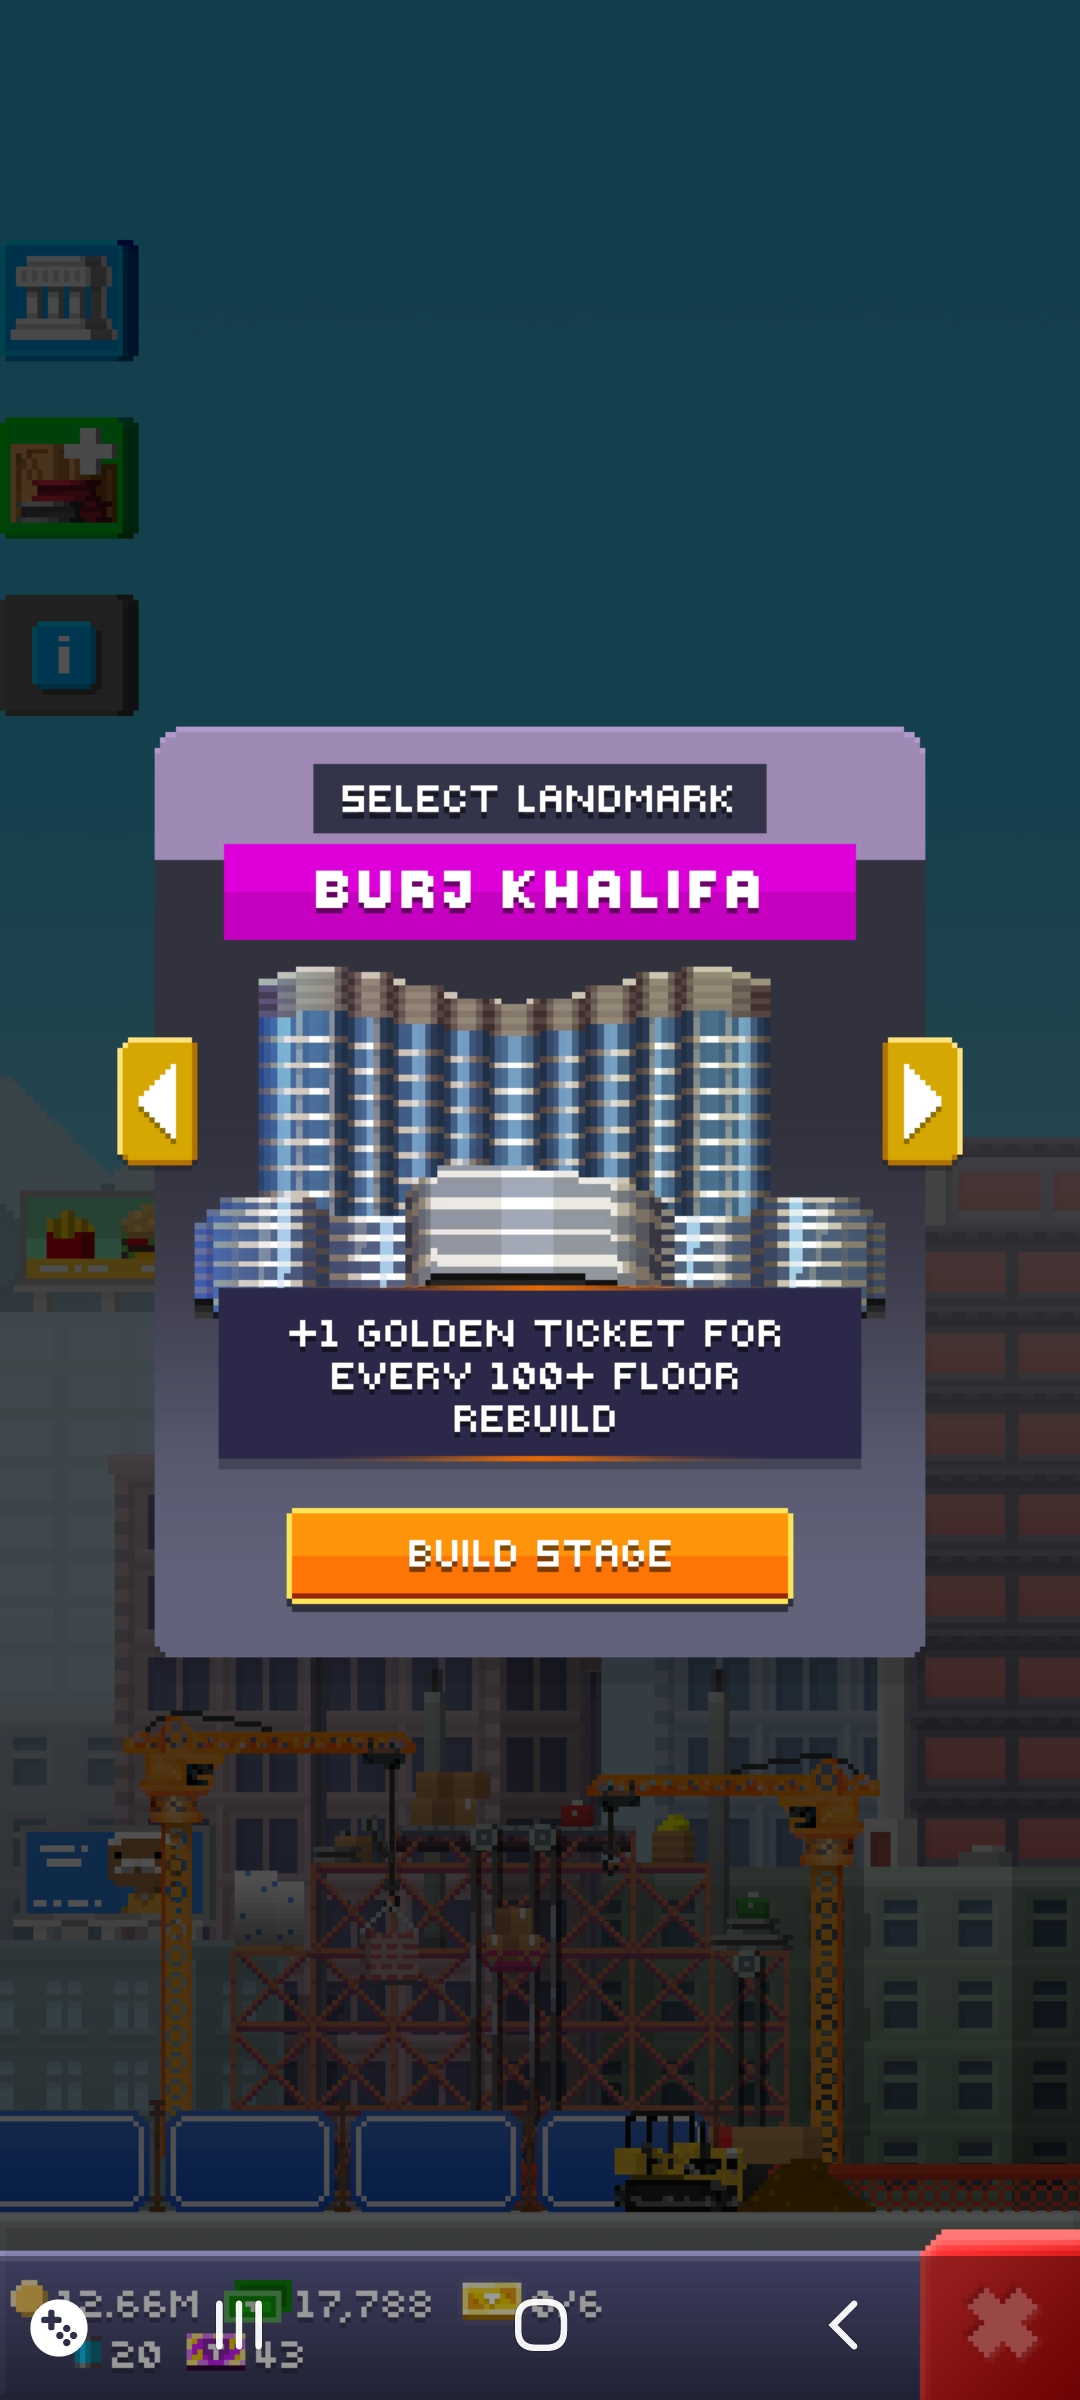 SELECT LANDMARK
BURJ KHALIFA
+1 GOLDEN TICKET FOR
EVERY 100+ FLOOR
REBUILD
BUILD STAGE
17,788
20
43